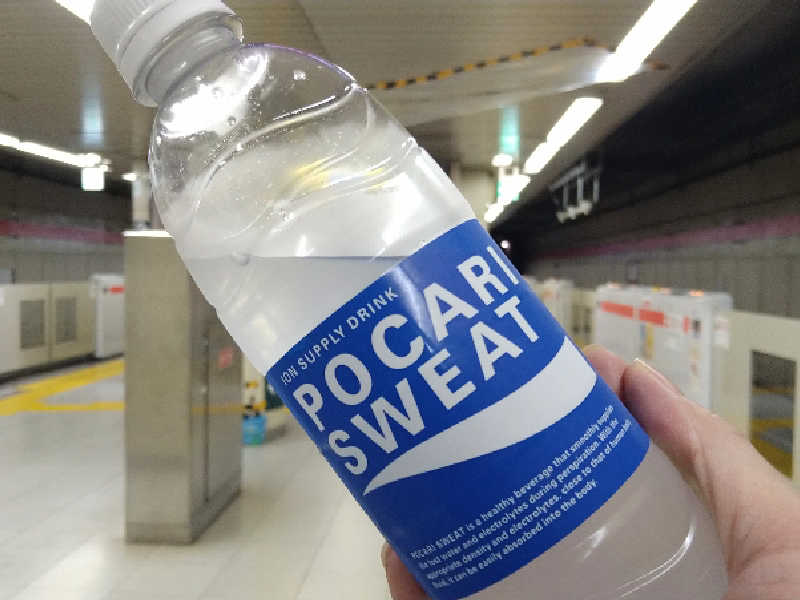 ION SUPPLY DRINK
POCARI
SWEAT
POCARI SWEAT is a healthy beverage that smoothly supplies
the lost water and electrolytes during perspiration. With the
appropriate density and electrolytes, close to that of human body
fluid, it can be easily absorbed into the body.